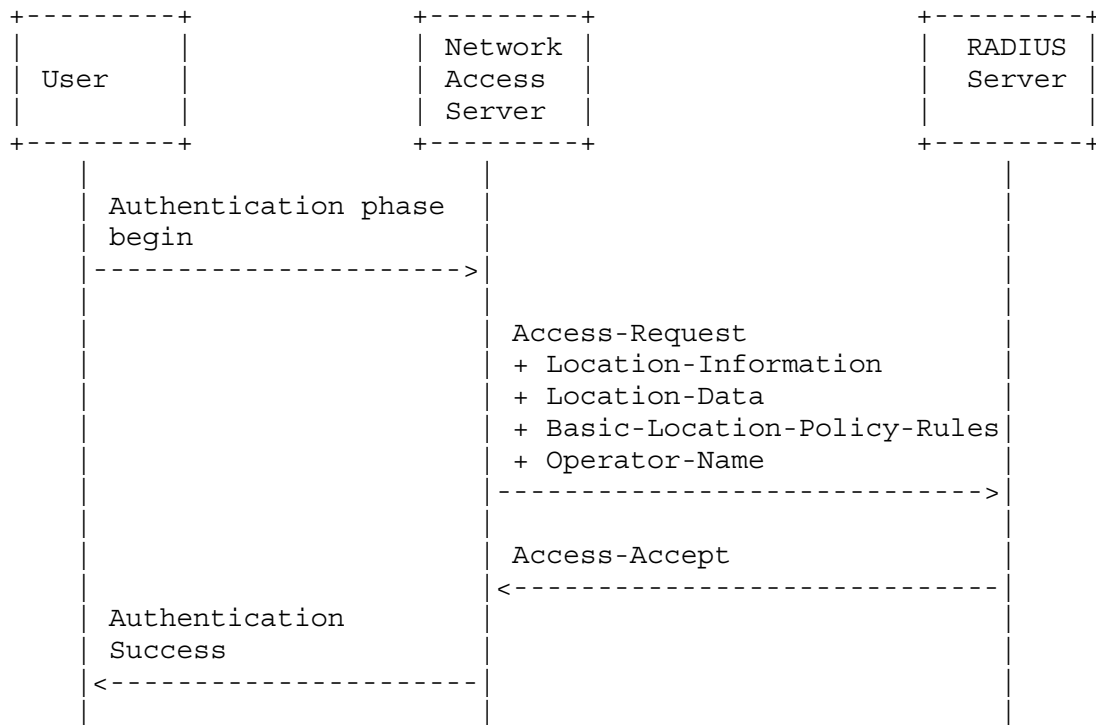 User
Network
Access
Server
RADIUS
Server
Authentication phase
begin
Access-Request
+ Location-Information
+ Location-Data
+ Basic-Location-Policy-Rules
+ Operator-Name
Access-Accept
Authentication
Success